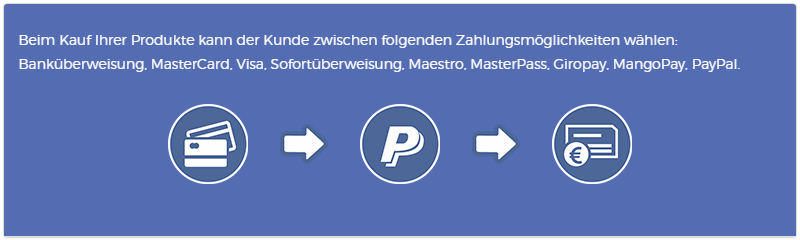 Beim Kauf Ihrer Produkte kann der Kunde zwischen folgenden Zahlungsmöglichkeiten wählen:
Banküberweisung, MasterCard, Visa, Sofortüberweisung, Maestro, MasterPass, Giropay, MangoPay, PayPal.
€